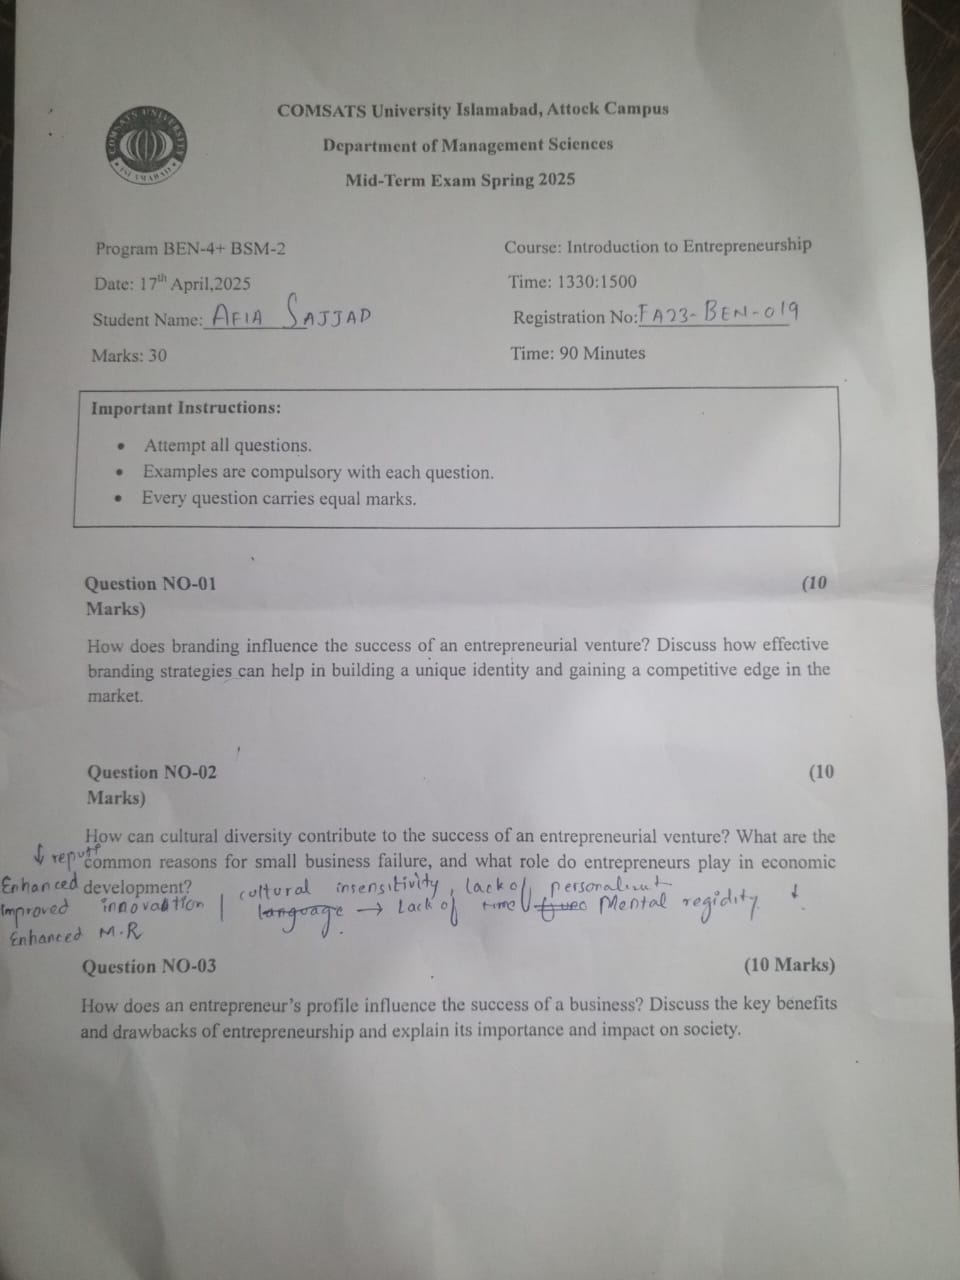 COMSATS UNIVERSITY
ISLAMABAD
COMSATS University Islamabad, Attock Campus
Department of Management Sciences
Mid-Term Exam Spring 2025
Program BEN-4+ BSM-2
Course: Introduction to Entrepreneurship
Date: 17th April,2025
Time: 1330:1500
Student Name: AFIA SAJJAD
Registration No: FA23-BEN-019
Marks: 30
Time: 90 Minutes
Important Instructions:
• Attempt all questions.
• Examples are compulsory with each question.
• Every question carries equal marks.
Question NO-01 (10
Marks)
How does branding influence the success of an entrepreneurial venture? Discuss how effective
branding strategies can help in building a unique identity and gaining a competitive edge in the
market.
Question NO-02 (10
Marks)
How can cultural diversity contribute to the success of an entrepreneurial venture? What are the
common reasons for small business failure, and what role do entrepreneurs play in economic
development?
↓
Enhanced
Improved innovation
Enhanced M.R
cultural insensitivity, lack of
language → Lack of time Mental regidity ↓
Question NO-03 (10 Marks)
How does an entrepreneur's profile influence the success of a business? Discuss the key benefits
and drawbacks of entrepreneurship and explain its importance and impact on society.